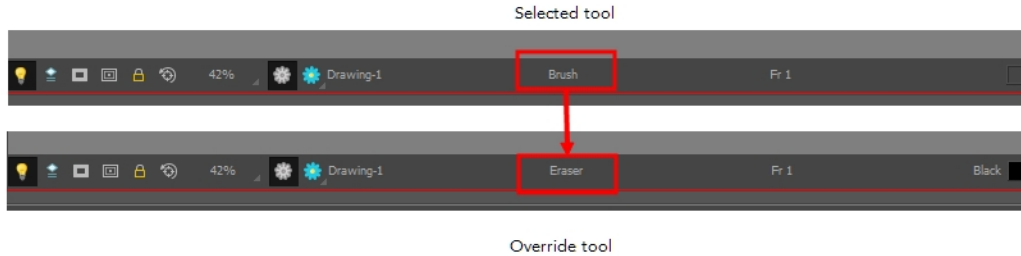 Selected tool
42% Drawing-1 Brush Fr 1
42% Drawing-1 Eraser Fr 1 Black
Override tool